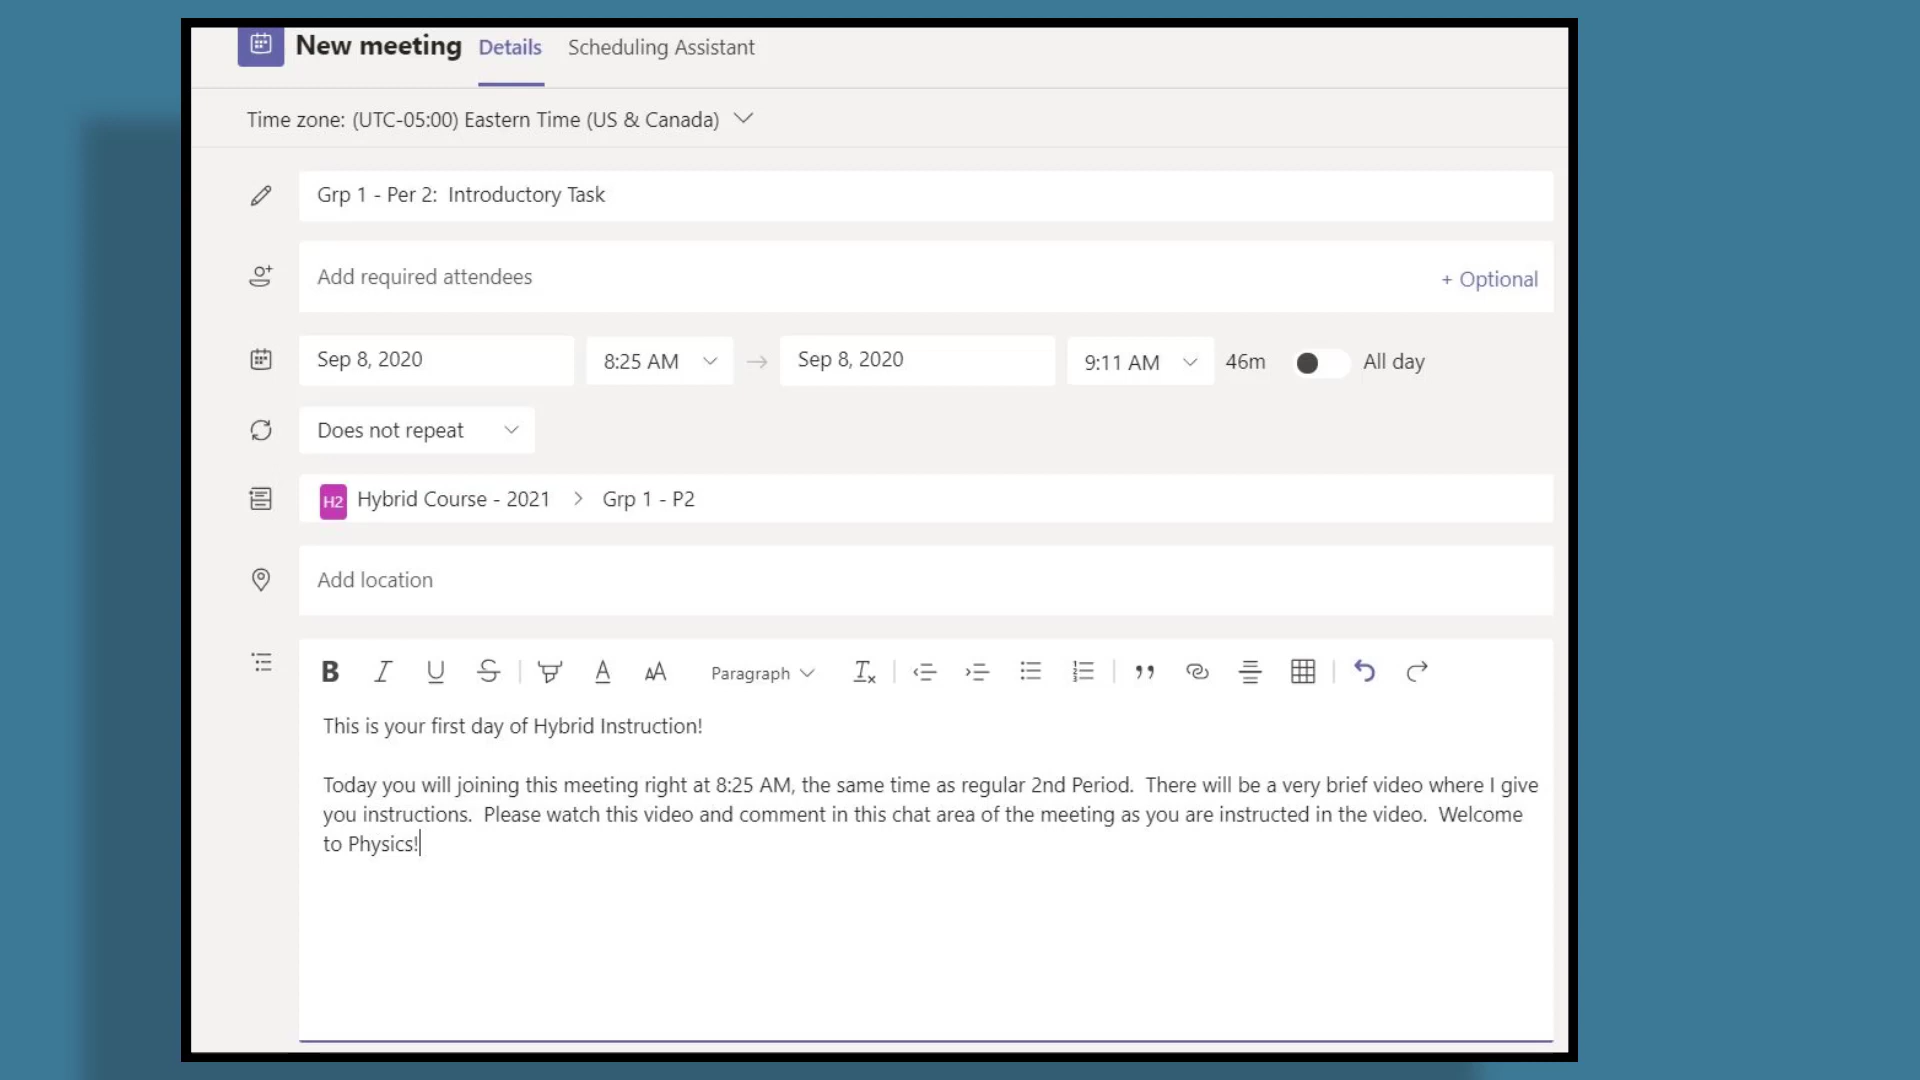 New meeting Details Scheduling Assistant
Time zone: (UTC-05:00) Eastern Time (US & Canada)
Grp 1 - Per 2:  Introductory Task
Add required attendees + Optional
Sep 8, 2020 8:25 AM → Sep 8, 2020 9:11 AM 46m All day
Does not repeat
H2 Hybrid Course - 2021 > Grp 1 - P2
Add location
B I U S A AA Paragraph Tx
This is your first day of Hybrid Instruction!
Today you will joining this meeting right at 8:25 AM, the same time as regular 2nd Period.  There will be a very brief video where I give
you instructions.  Please watch this video and comment in this chat area of the meeting as you are instructed in the video.  Welcome
to Physics!